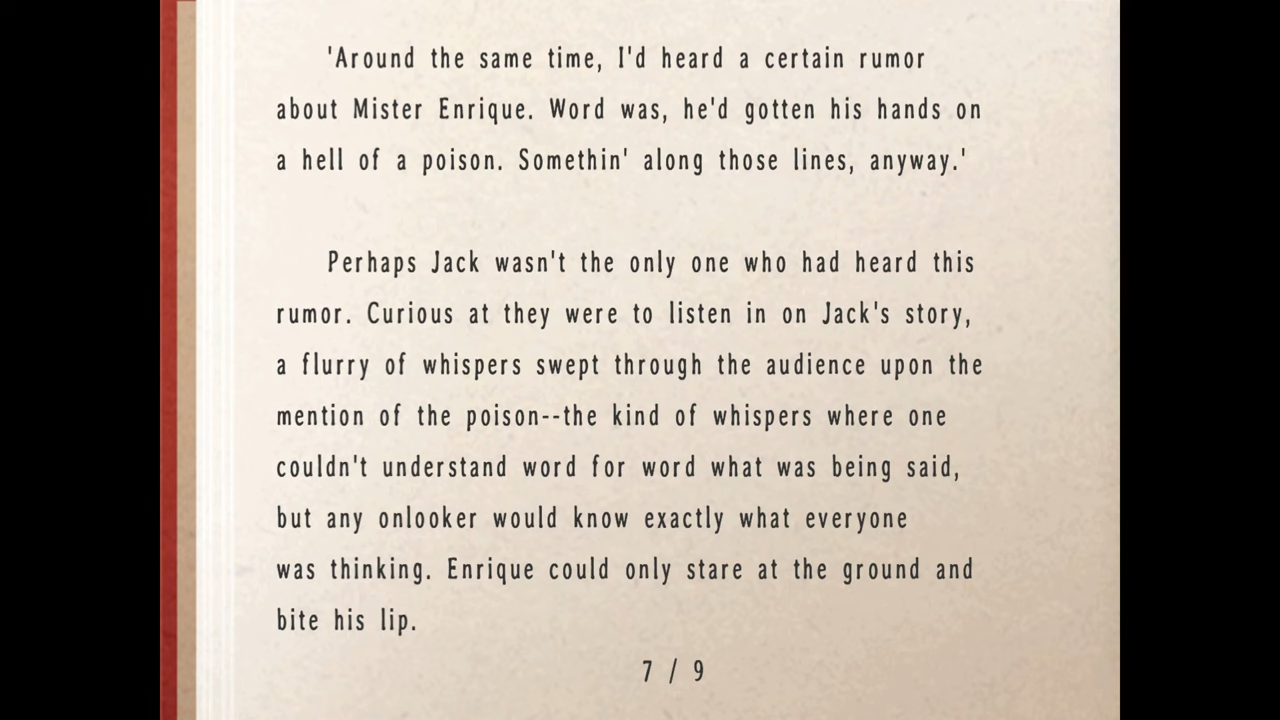 'Around the same time, I'd heard a certain rumor
about Mister Enrique. Word was, he'd gotten his hands on
a hell of a poison. Somethin' along those lines, anyway.'
Perhaps Jack wasn't the only one who had heard this
rumor. Curious at they were to listen in on Jack's story,
a flurry of whispers swept through the audience upon the
mention of the poison--the kind of whispers where one
couldn't understand word for word what was being said,
but any onlooker would know exactly what everyone
was thinking. Enrique could only stare at the ground and
bite his lip.
7 / 9